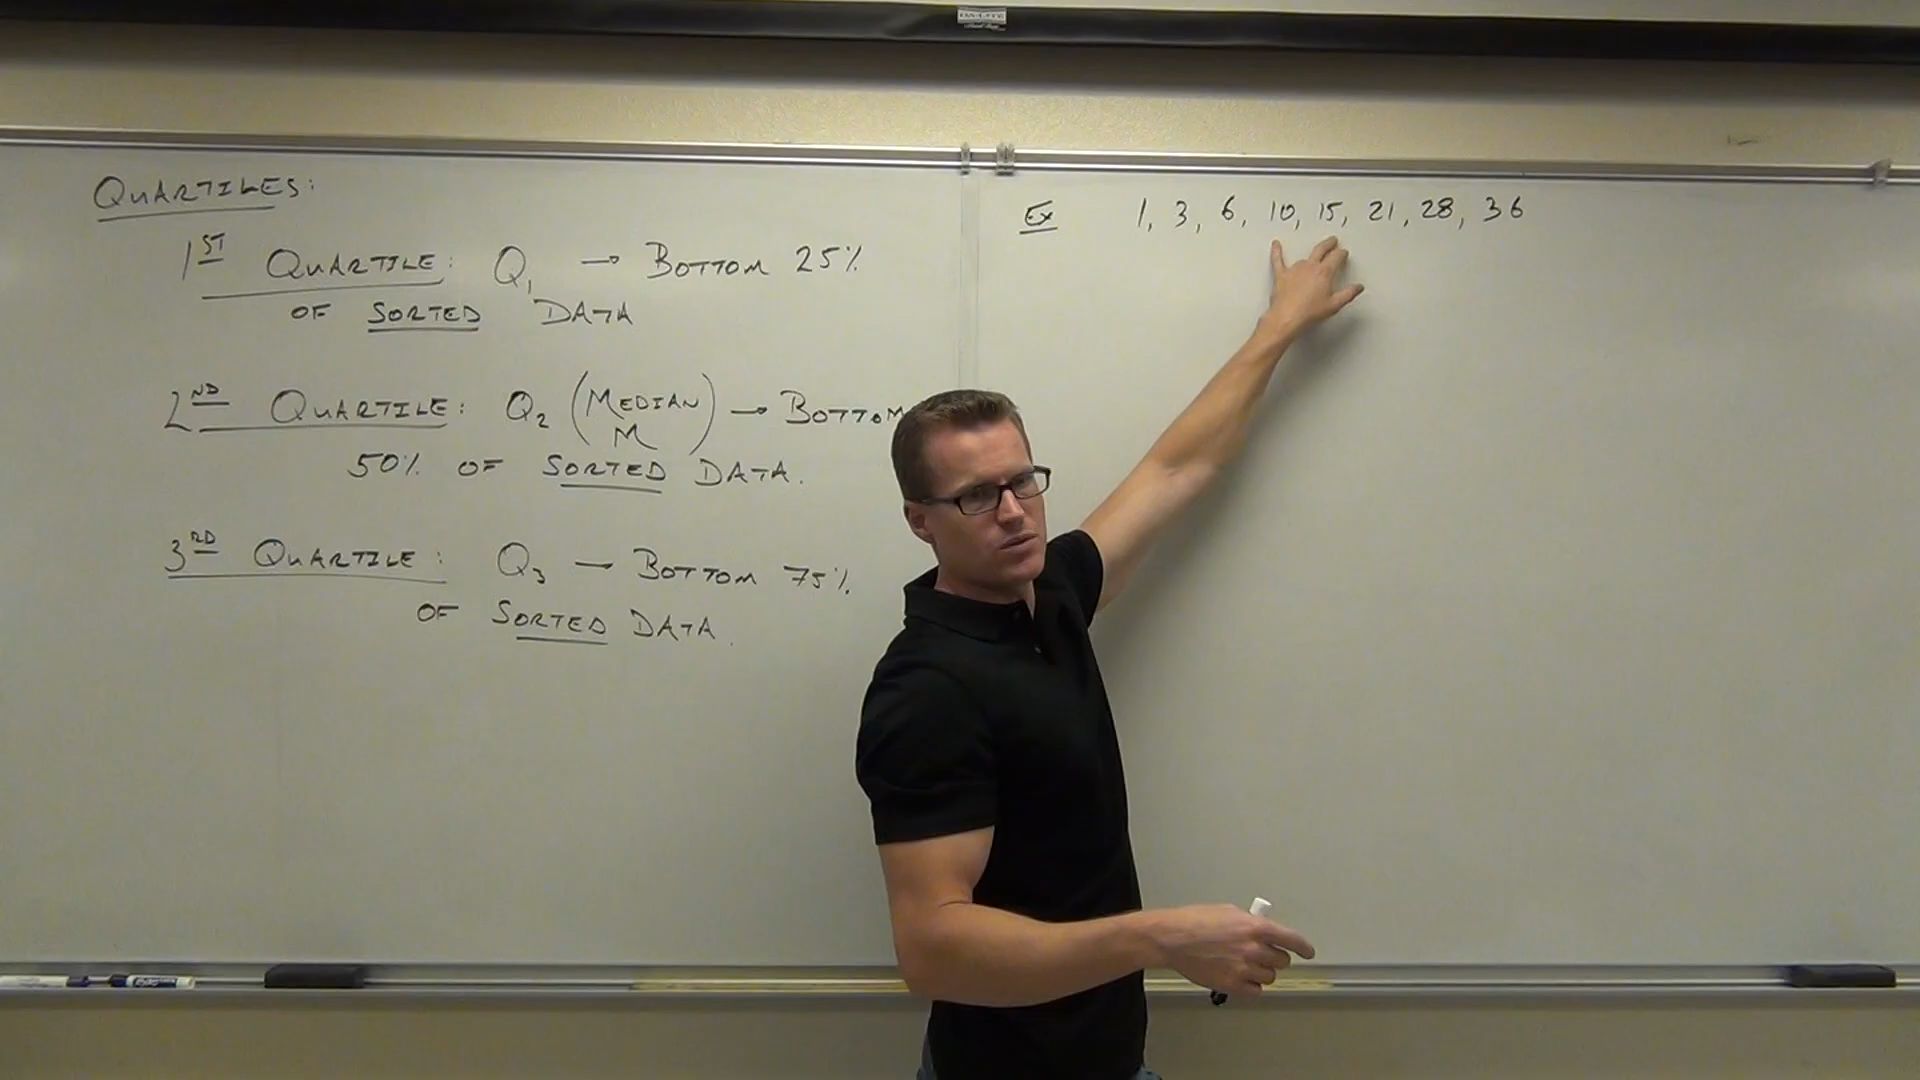 QUARTILES:
1ST QUARTILE: Q1 → BOTTOM 25%
OF SORTED DATA
2ND QUARTILE: Q2 (MEDIAN M) → BOTTOM
50% OF SORTED DATA.
3RD QUARTILE: Q3 → BOTTOM 75%
OF SORTED DATA.
Ex 1, 3, 6, 10, 15, 21, 28, 36